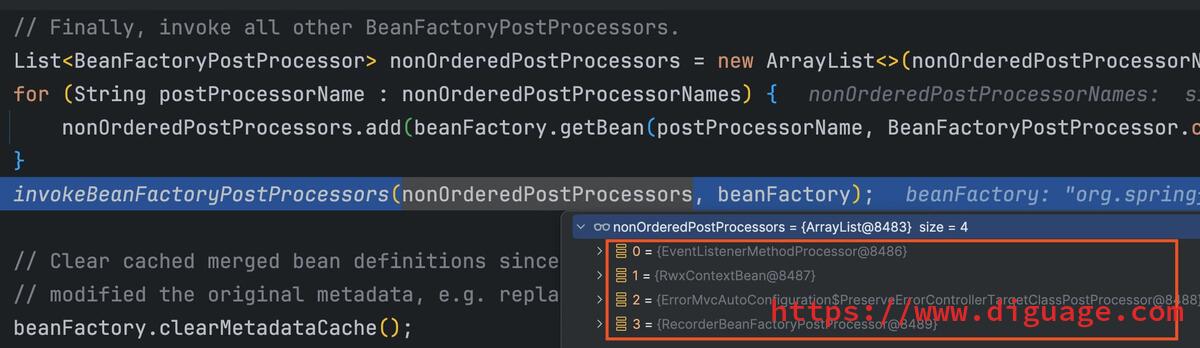 // Finally, invoke all other BeanFactoryPostProcessors.
List<BeanFactoryPostProcessor> nonOrderedPostProcessors = new ArrayList<>(nonOrderedPostProcessorN
for (String postProcessorName : nonOrderedPostProcessorNames) {   nonOrderedPostProcessorNames:  si
nonOrderedPostProcessors.add(beanFactory.getBean(postProcessorName, BeanFactoryPostProcessor.c
}
invokeBeanFactoryPostProcessors(nonOrderedPostProcessors, beanFactory);   beanFactory: "org.spring
nonOrderedPostProcessors = {ArrayList@8483}  size = 4
0 = {EventListenerMethodProcessor@8486}
// Clear cached merged bean definitions since
1 = {RwxContextBean@8487}
// modified the original metadata, e.g. repla
2 = {ErrorMvcAutoConfiguration$PreserveErrorControllerTargetClassPostProcessor@8488}
beanFactory.clearMetadataCache();
3 = {RecorderBeanFactoryPostProcessor@8489}
https://www.diguage.com